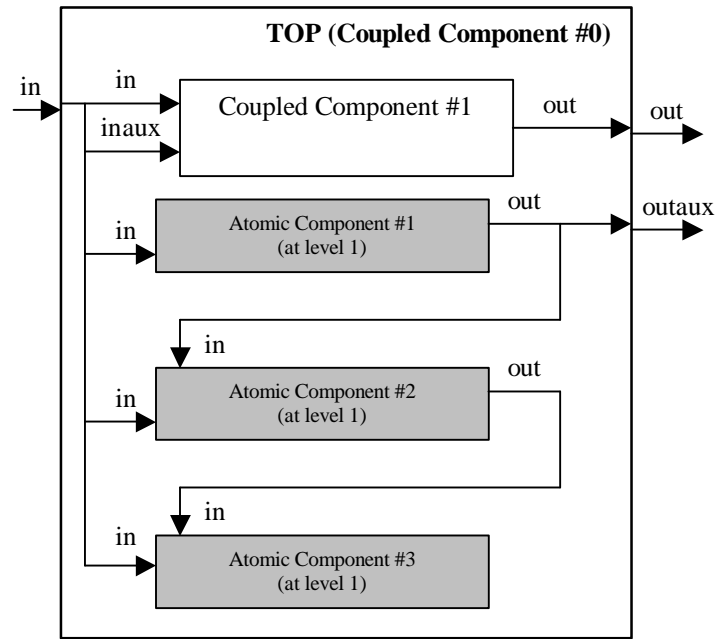 TOP (Coupled Component #0)
in
in
Coupled Component #1
out
out
inaux
out
outaux
Atomic Component #1
(at level 1)
in
in
out
Atomic Component #2
(at level 1)
in
in
in
Atomic Component #3
(at level 1)